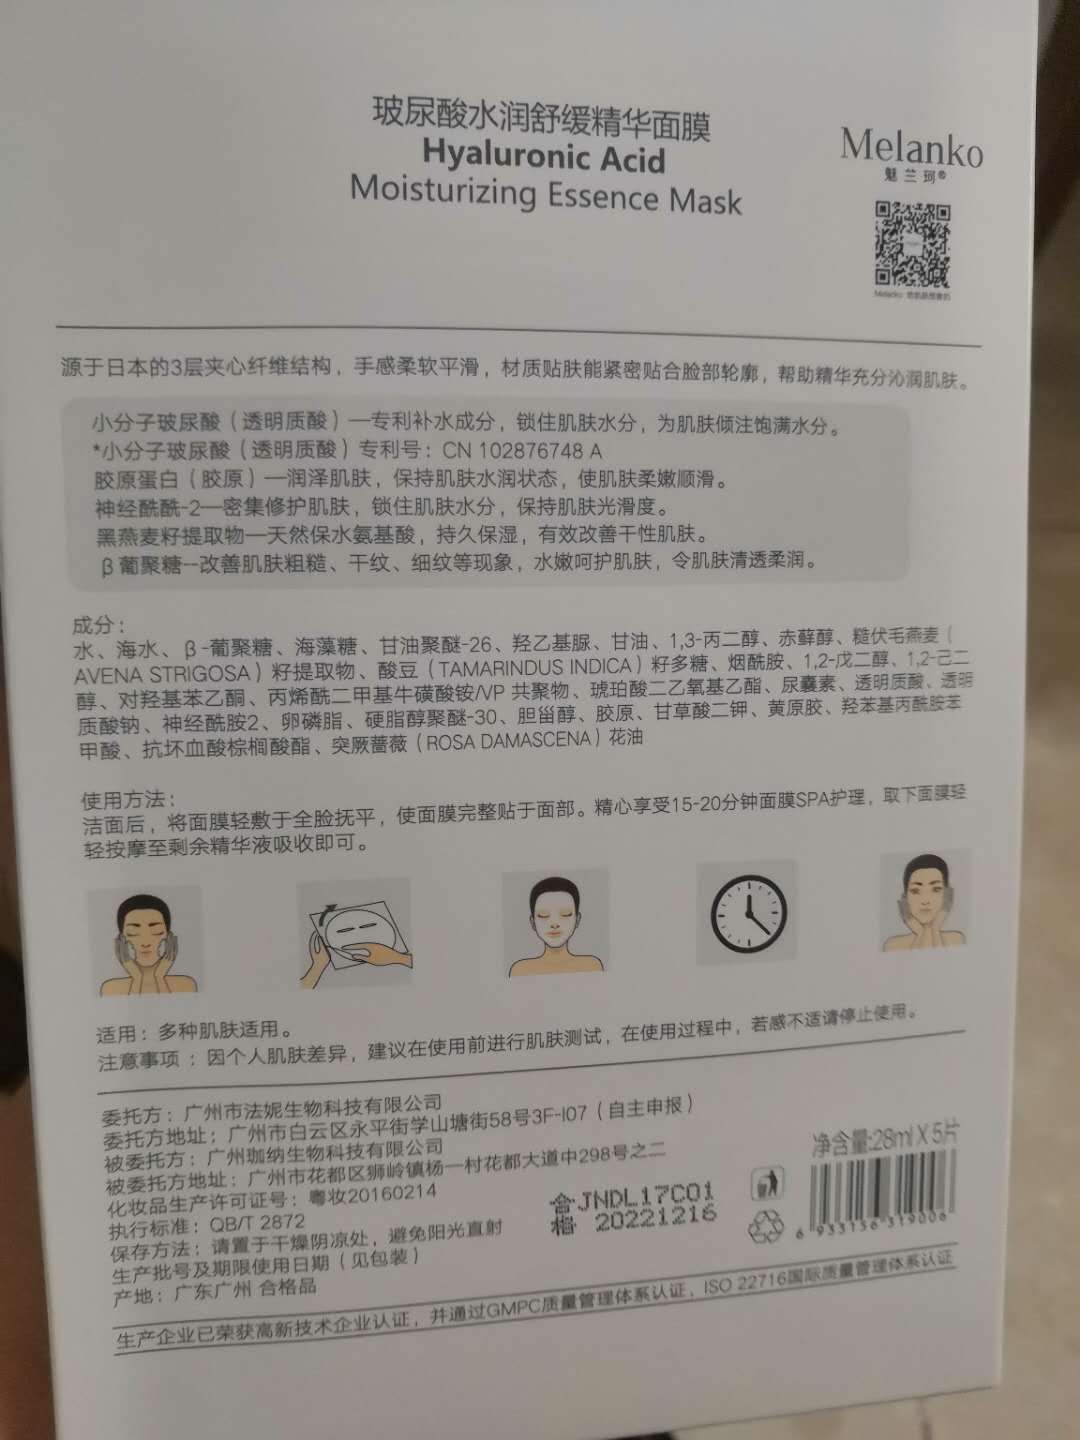 玻尿酸水润舒缓精华面膜
Hyaluronic Acid
Moisturizing Essence Mask
Melanko
魅兰珂®
源于日本的3层夹心纤维结构，手感柔软平滑，材质贴肤能紧密贴合脸部轮廓，帮助精华充分沁润肌肤。
小分子玻尿酸（透明质酸）—专利补水成分，锁住肌肤水分，为肌肤倾注饱满水分。
*小分子玻尿酸（透明质酸）专利号：CN 102876748 A
胶原蛋白（胶原）—润泽肌肤，保持肌肤水润状态，使肌肤柔嫩顺滑。
神经酰酰-2—密集修护肌肤，锁住肌肤水分，保持肌肤光滑度。
黑燕麦籽提取物—天然保水氨基酸，持久保湿，有效改善干性肌肤。
β葡聚糖--改善肌肤粗糙、干纹、细纹等现象，水嫩呵护肌肤，令肌肤清透柔润。
成分：
水、海水、β-葡聚糖、海藻糖、甘油聚醚-26、羟乙基脲、甘油、1,3-丙二醇、赤藓醇、糙伏毛燕麦（
AVENA STRIGOSA）籽提取物、酸豆（TAMARINDUS INDICA）籽多糖、烟酰胺、1,2-戊二醇、1,2-己二
醇、对羟基苯乙酮、丙烯酰二甲基牛磺酸铵/VP 共聚物、琥珀酸二乙氧基乙酯、尿囊素、透明质酸、透明
质酸钠、神经酰胺2、卵磷脂、硬脂醇聚醚-30、胆甾醇、胶原、甘草酸二钾、黄原胶、羟苯基丙酰胺苯
甲酸、抗坏血酸棕榈酸酯、突厥蔷薇（ROSA DAMASCENA）花油
使用方法：
洁面后，将面膜轻敷于全脸抚平，使面膜完整贴于面部。精心享受15-20分钟面膜SPA护理，取下面膜轻
轻按摩至剩余精华液吸收即可。
适用：多种肌肤适用。
注意事项：因个人肌肤差异，建议在使用前进行肌肤测试，在使用过程中，若感不适请停止使用。
委托方：广州市法妮生物科技有限公司
委托方地址：广州市白云区永平街学山塘街58号3F-I07（自主申报）
被委托方：广州珈纳生物科技有限公司
被委托方地址：广州市花都区狮岭镇杨一村花都大道中298号之二
化妆品生产许可证号：粤妆20160214
执行标准：QB/T 2872
保存方法：请置于干燥阴凉处，避免阳光直射
生产批号及期限使用日期（见包装）
产地：广东广州 合格品
合 JNDL17C01
格 20221216
净含量:28ml X 5片
6 933156 319006
生产企业已荣获高新技术企业认证，并通过GMPC质量管理体系认证，ISO 22716国际质量管理体系认证